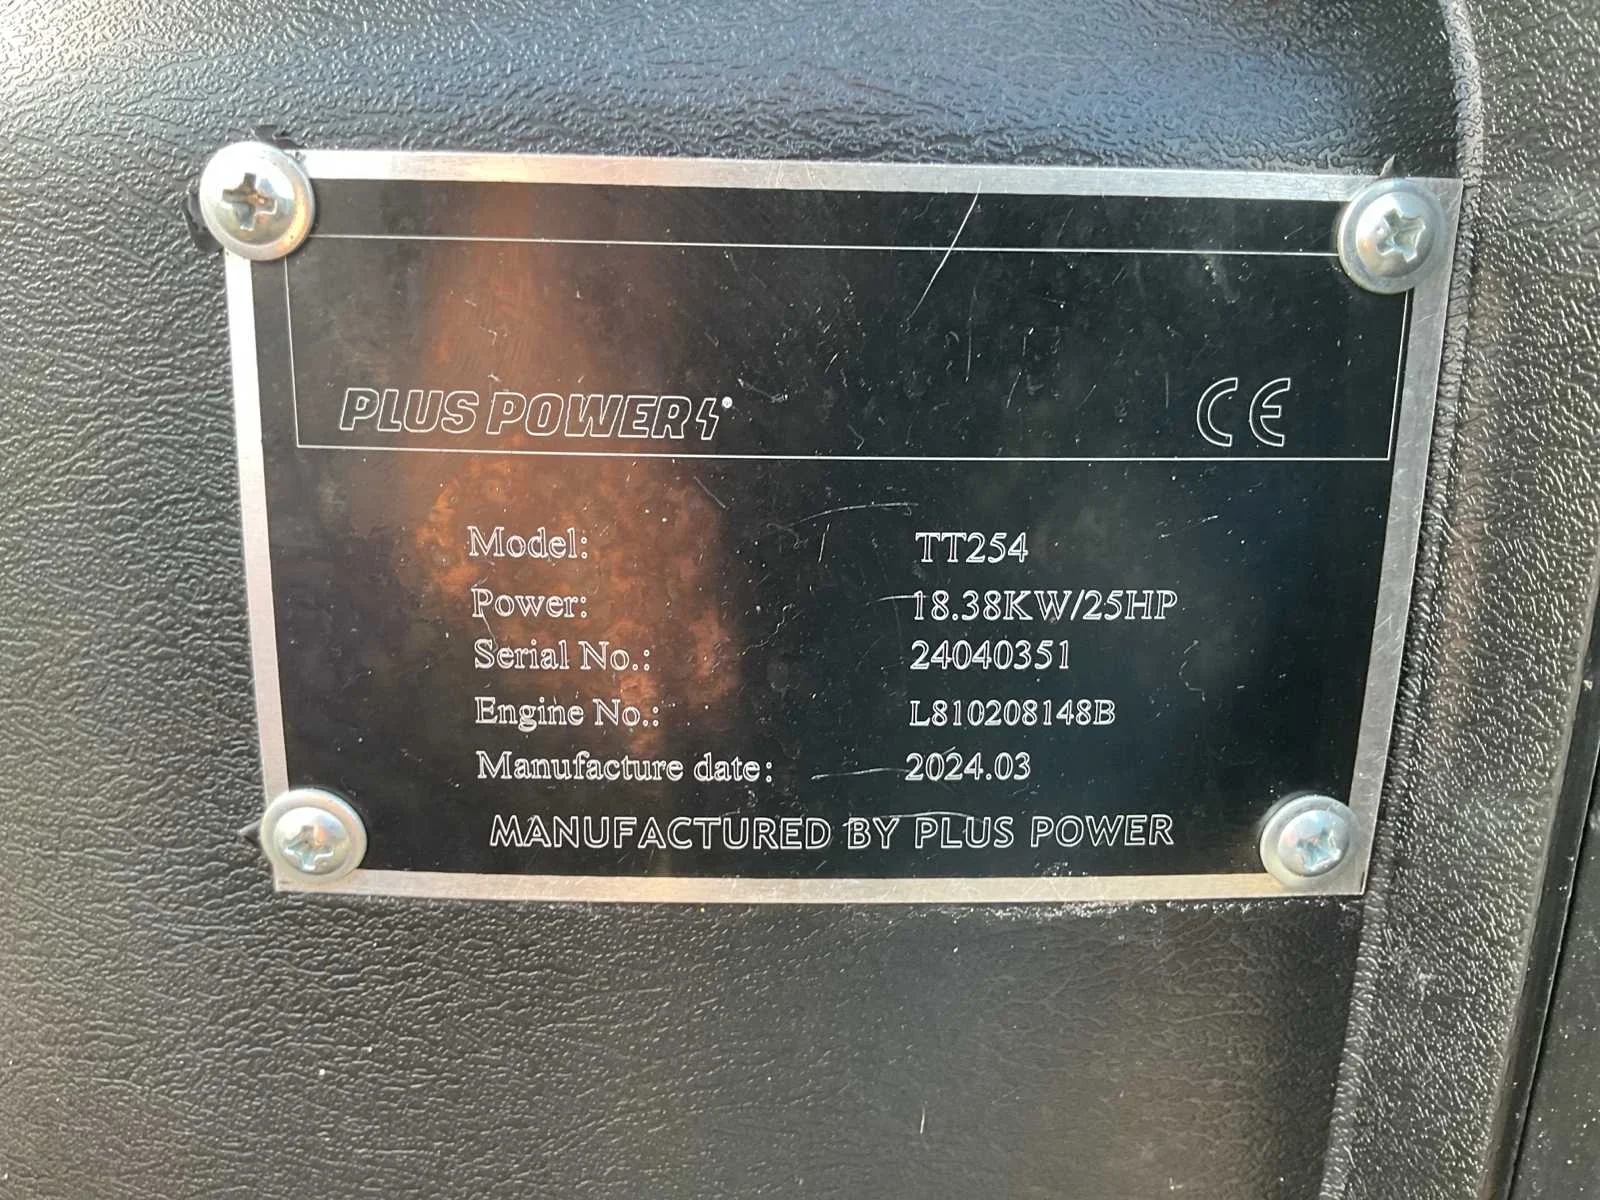 PLUS POWER CE
Model: TT254
Power: 18.38KW/25HP
Serial No.: 24040351
Engine No.: L810208148B
Manufacture date: 2024.03
MANUFACTURED BY PLUS POWER